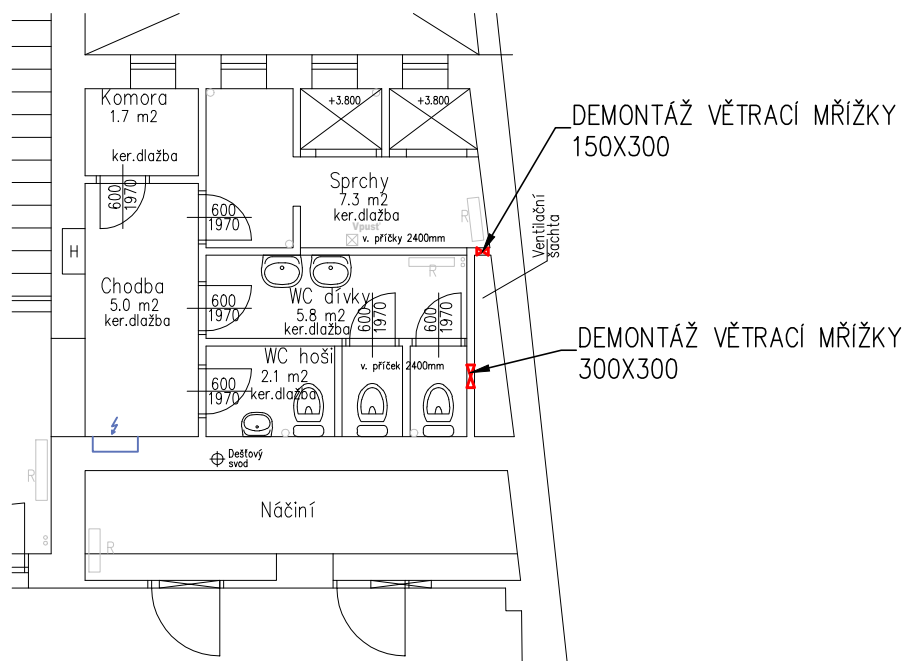 Komora
1.7 m2
ker.dlažba
600
1970
+3.800
+3.800
DEMONTÁŽ VĚTRACÍ MŘÍŽKY
150X300
Sprchy
7.3 m2
ker.dlažba
Vpusť
v. příčky 2400mm
R
600
1970
Ventilační
šachta
H
Chodba
5.0 m2
ker.dlažba
R
WC dívky
5.8 m2
ker.dlažba
600
1970
600
1970
600
1970
DEMONTÁŽ VĚTRACÍ MŘÍŽKY
300X300
WC hoši
2.1 m2
ker.dlažba
v. příček 2400mm
600
1970
Dešťový
svod
R
Náčiní
R